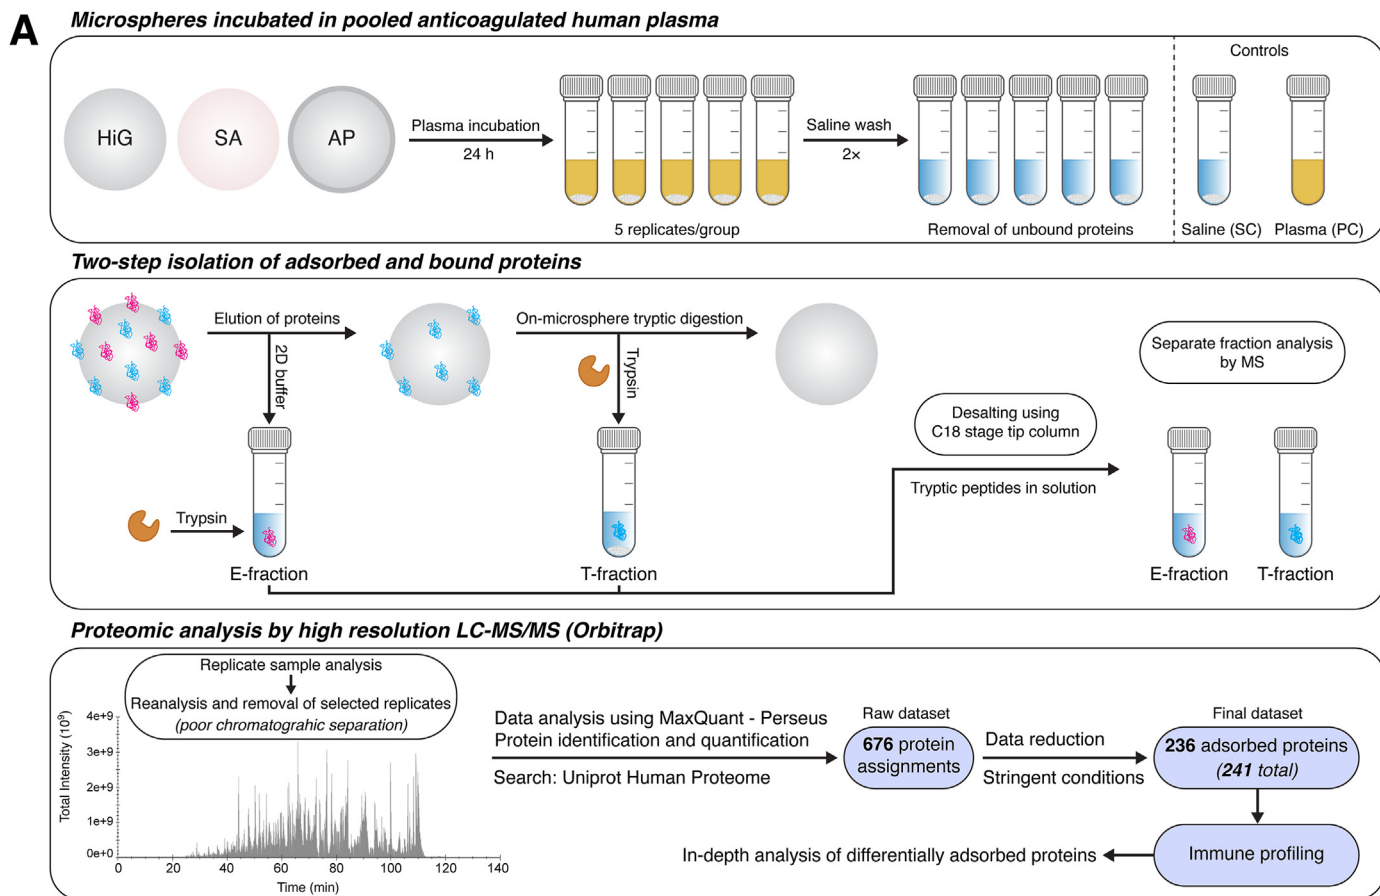 A
Microspheres incubated in pooled anticoagulated human plasma
HiG
SA
AP
Plasma incubation
24 h
5 replicates/group
Saline wash
2×
Removal of unbound proteins
Controls
Saline (SC)
Plasma (PC)
Two-step isolation of adsorbed and bound proteins
Elution of proteins
2D buffer
On-microsphere tryptic digestion
Trypsin
Trypsin
E-fraction
T-fraction
Desalting using
C18 stage tip column
Tryptic peptides in solution
Separate fraction analysis
by MS
E-fraction
T-fraction
Proteomic analysis by high resolution LC-MS/MS (Orbitrap)
Replicate sample analysis
Reanalysis and removal of selected replicates
(poor chromatograhic separation)
Total Intensity (10⁹)
4e+9
3e+9
2e+9
1e+9
0e+0
0
20
40
60
80
100
120
140
Time (min)
Data analysis using MaxQuant - Perseus
Protein identification and quantification
Search: Uniprot Human Proteome
Raw dataset
676 protein
assignments
Data reduction
Stringent conditions
Final dataset
236 adsorbed proteins
(241 total)
Immune profiling
In-depth analysis of differentially adsorbed proteins